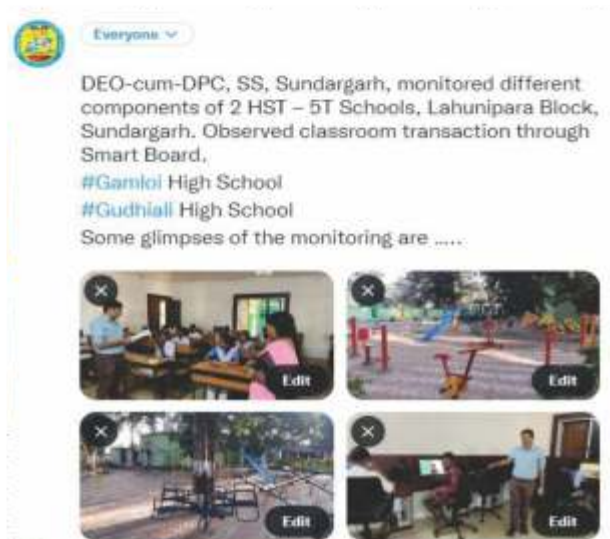 Everyone
DEO-cum-DPC, SS, Sundargarh, monitored different
components of 2 HST – 5T Schools, Lahunipara Block,
Sundargarh. Observed classroom transaction through
Smart Board.
#Gamloi High School
#Gudhiali High School
Some glimpses of the monitoring are .....
Edit
Edit
Edit
Edit